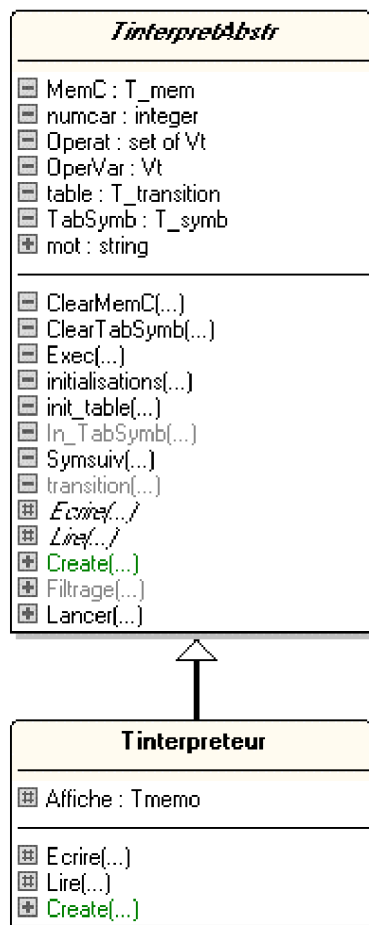 TinterpretAbstr
MemC : T_mem
numcar : integer
Operat : set of Vt
OperVar : Vt
table : T_transition
TabSymb : T_symb
mot : string
ClearMemC(...)
ClearTabSymb(...)
Exec(...)
initialisations(...)
init_table(...)
In_TabSymb(...)
Symsuiv(...)
transition(...)
Ecrire(...)
Lire(...)
Create(...)
Filtrage(...)
Lancer(...)
Tinterpreteur
Affiche : Tmemo
Ecrire(...)
Lire(...)
Create(...)